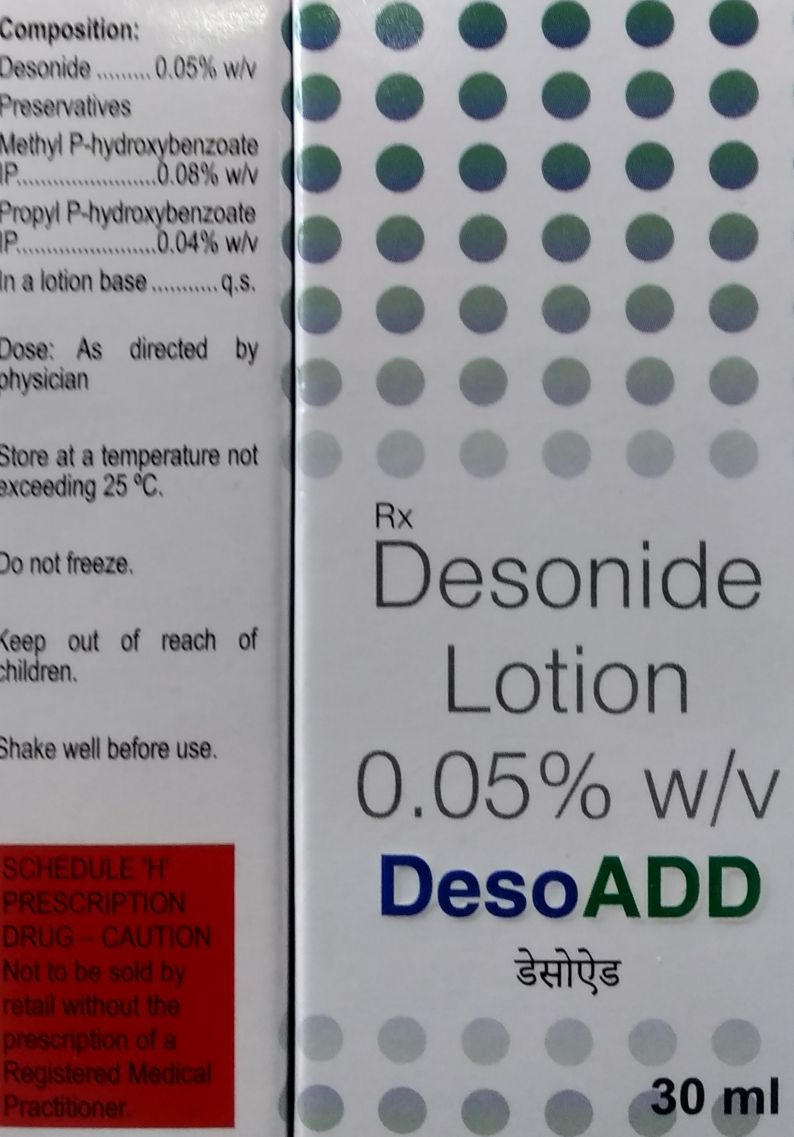 Composition:
Desonide ......... 0.05% w/v
Preservatives
Methyl P-hydroxybenzoate
IP.......................0.08% w/v
Propyl P-hydroxybenzoate
IP.......................0.04% w/v
In a lotion base ........... q.s.
Dose: As directed by
physician
Store at a temperature not
exceeding 25 ºC.
Do not freeze.
Keep out of reach of
children.
Shake well before use.
SCHEDULE 'H'
PRESCRIPTION
DRUG – CAUTION
Not to be sold by
retail without the
prescription of a
Registered Medical
Practitioner.
Rx
Desonide
Lotion
0.05% w/v
DesoADD
डेसोऐड
30 ml